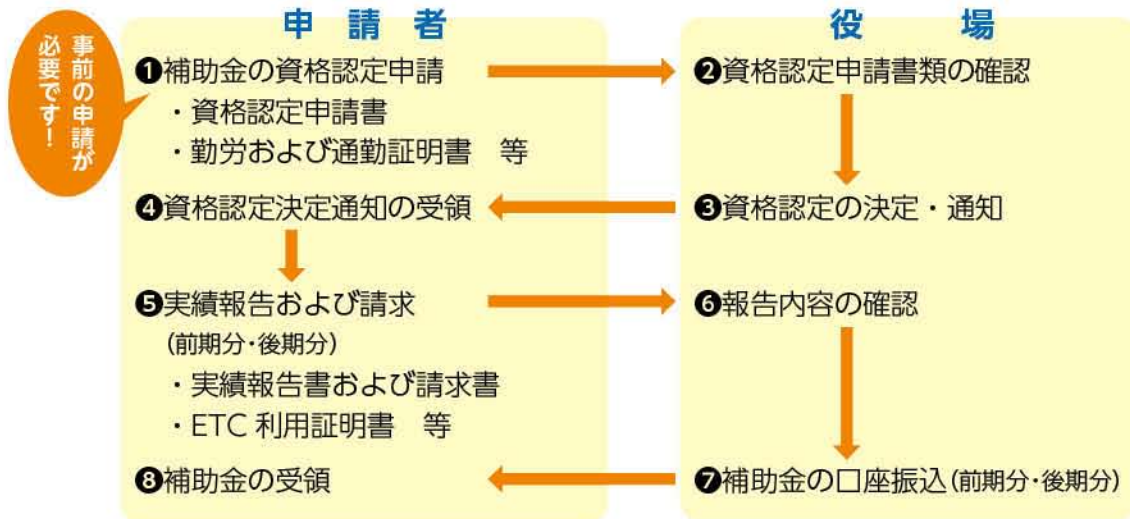 事前の申請が
必要です!
申請者
役場
❶補助金の資格認定申請
・資格認定申請書
・勤労および通勤証明書 等
❷資格認定申請書類の確認
❹資格認定決定通知の受領
❸資格認定の決定・通知
❺実績報告および請求
(前期分・後期分)
・実績報告書および請求書
・ETC 利用証明書 等
❻報告内容の確認
❽補助金の受領
❼補助金の口座振込(前期分・後期分)